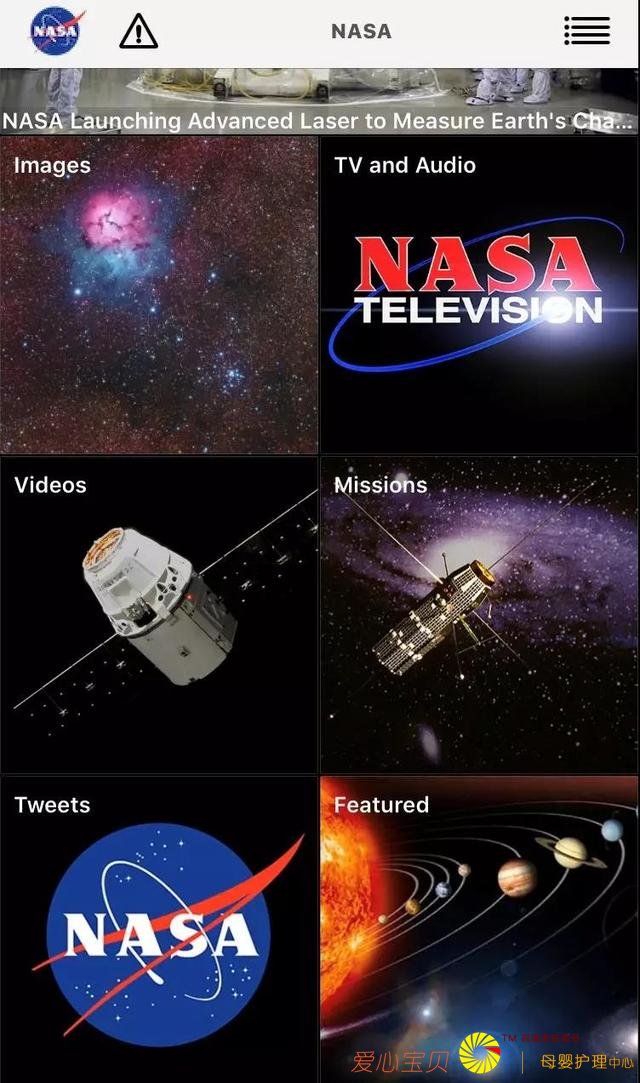 NASA
NASA
NASA Launching Advanced Laser to Measure Earth's Cha...
Images
TV and Audio
NASA
TELEVISION
Videos
Missions
Tweets
Featured
NASA
爱心宝贝
TM
母婴护理中心